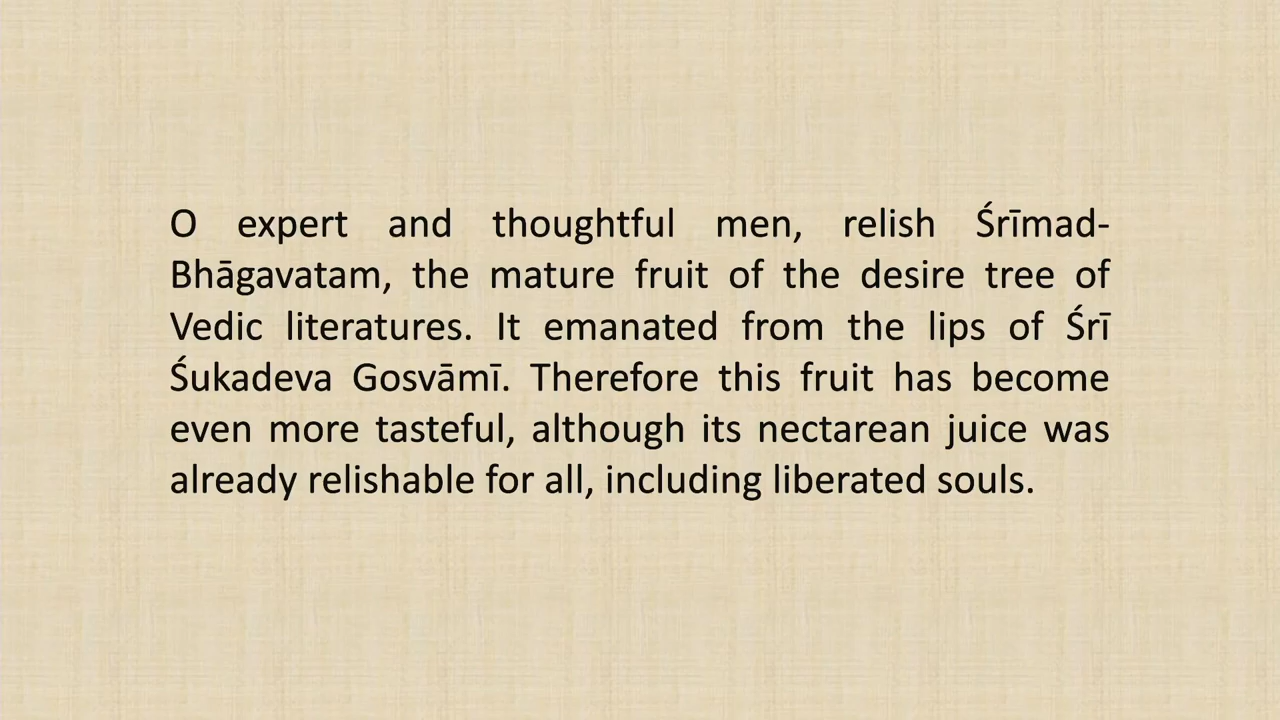 O expert and thoughtful men, relish Śrīmad-
Bhāgavatam, the mature fruit of the desire tree of
Vedic literatures. It emanated from the lips of Śrī
Śukadeva Gosvāmī. Therefore this fruit has become
even more tasteful, although its nectarean juice was
already relishable for all, including liberated souls.